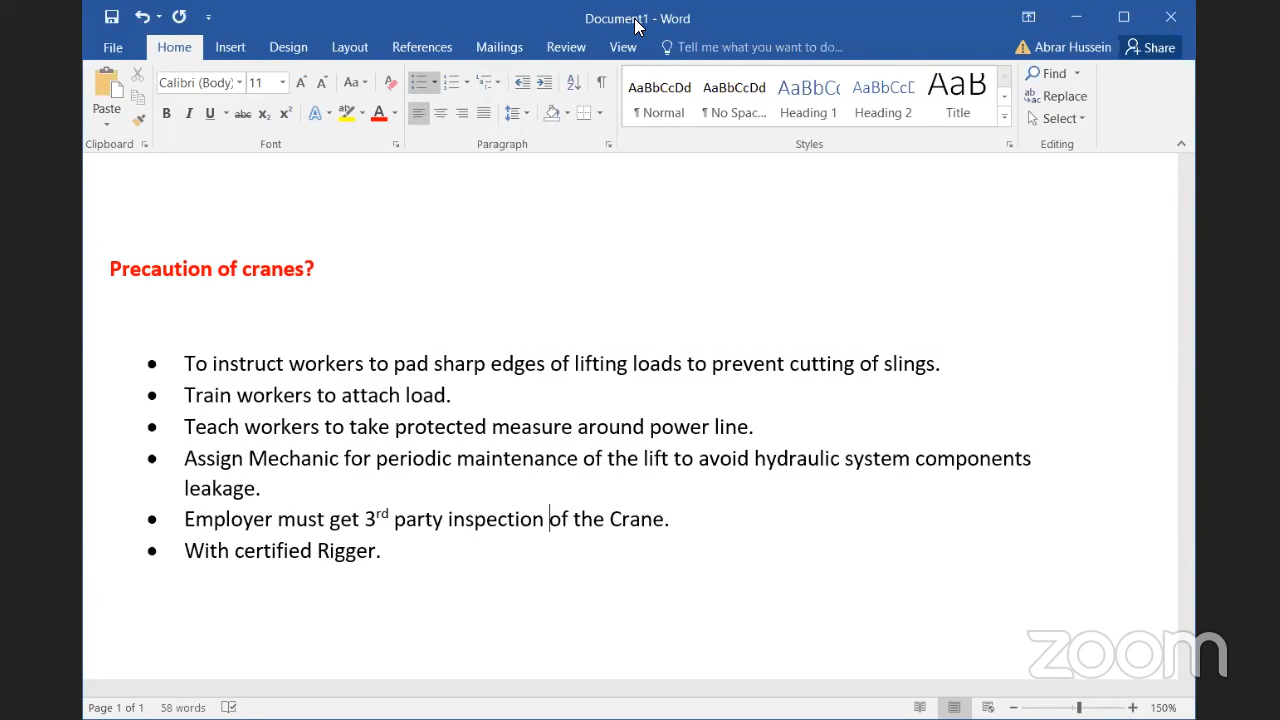 Document1 - Word
File Home Insert Design Layout References Mailings Review View Tell me what you want to do... Abrar Hussein Share
Calibri (Body) 11 Aa
AaBbCcDd AaBbCcDd AaBbCc AaBbCcD AaB
Find
Paste
Replace
B I U abc X₂ X² A A
¶ Normal ¶ No Spac... Heading 1 Heading 2 Title
Select
Clipboard Font Paragraph Styles Editing
Precaution of cranes?
• To instruct workers to pad sharp edges of lifting loads to prevent cutting of slings.
• Train workers to attach load.
• Teach workers to take protected measure around power line.
• Assign Mechanic for periodic maintenance of the lift to avoid hydraulic system components
leakage.
• Employer must get 3rd party inspection of the Crane.
• With certified Rigger.
zoom
Page 1 of 1 58 words 150%